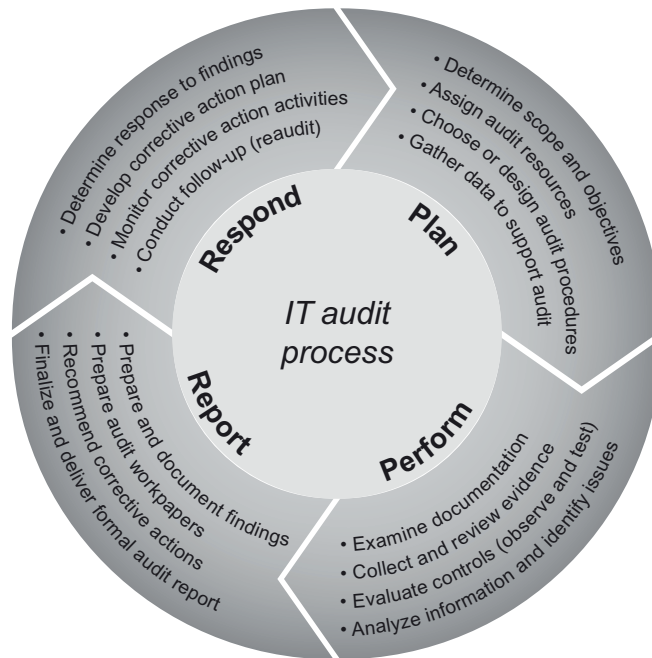 IT audit
process
Plan
• Determine scope and objectives
• Assign audit resources
• Choose or design audit procedures
• Gather data to support audit
Perform
• Examine documentation
• Collect and review evidence
• Evaluate controls (observe and test)
• Analyze information and identify issues
Report
• Prepare and document findings
• Prepare audit workpapers
• Recommend corrective actions
• Finalize and deliver formal audit report
Respond
• Determine response to findings
• Develop corrective action plan
• Monitor corrective action activities
• Conduct follow-up (reaudit)